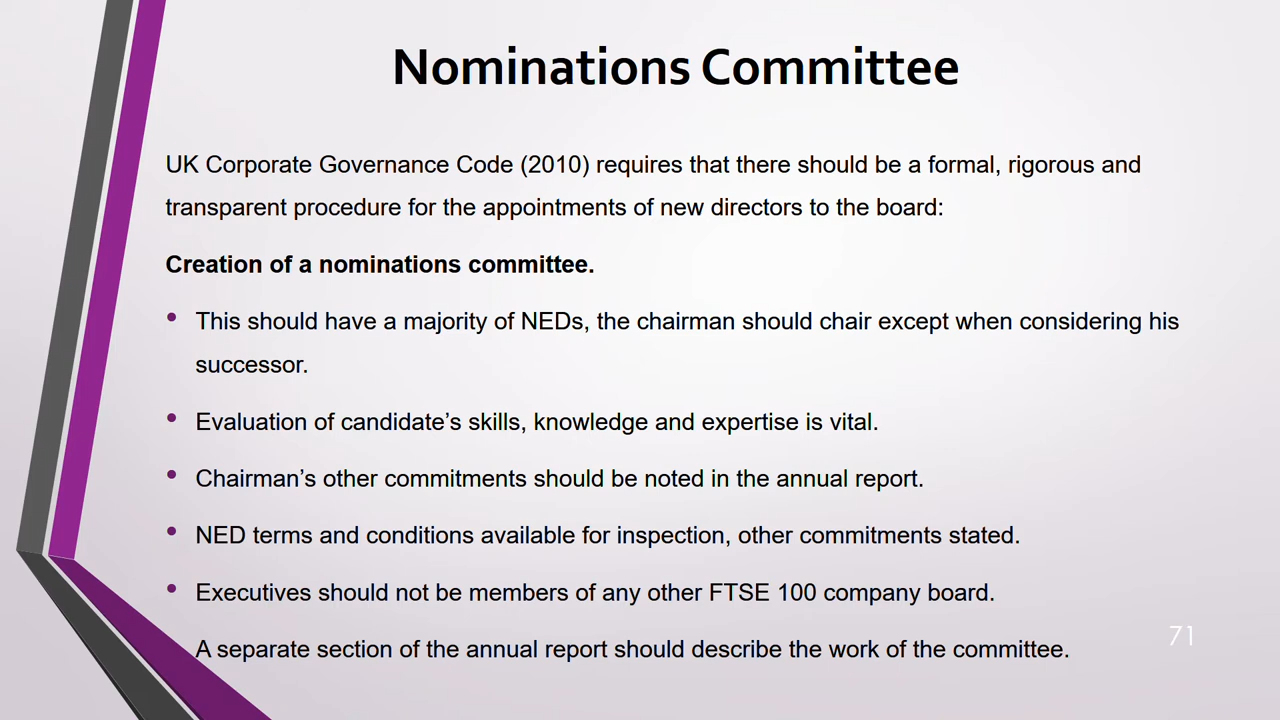 Nominations Committee
UK Corporate Governance Code (2010) requires that there should be a formal, rigorous and
transparent procedure for the appointments of new directors to the board:
Creation of a nominations committee.
• This should have a majority of NEDs, the chairman should chair except when considering his
successor.
• Evaluation of candidate’s skills, knowledge and expertise is vital.
• Chairman’s other commitments should be noted in the annual report.
• NED terms and conditions available for inspection, other commitments stated.
• Executives should not be members of any other FTSE 100 company board.
A separate section of the annual report should describe the work of the committee.
71